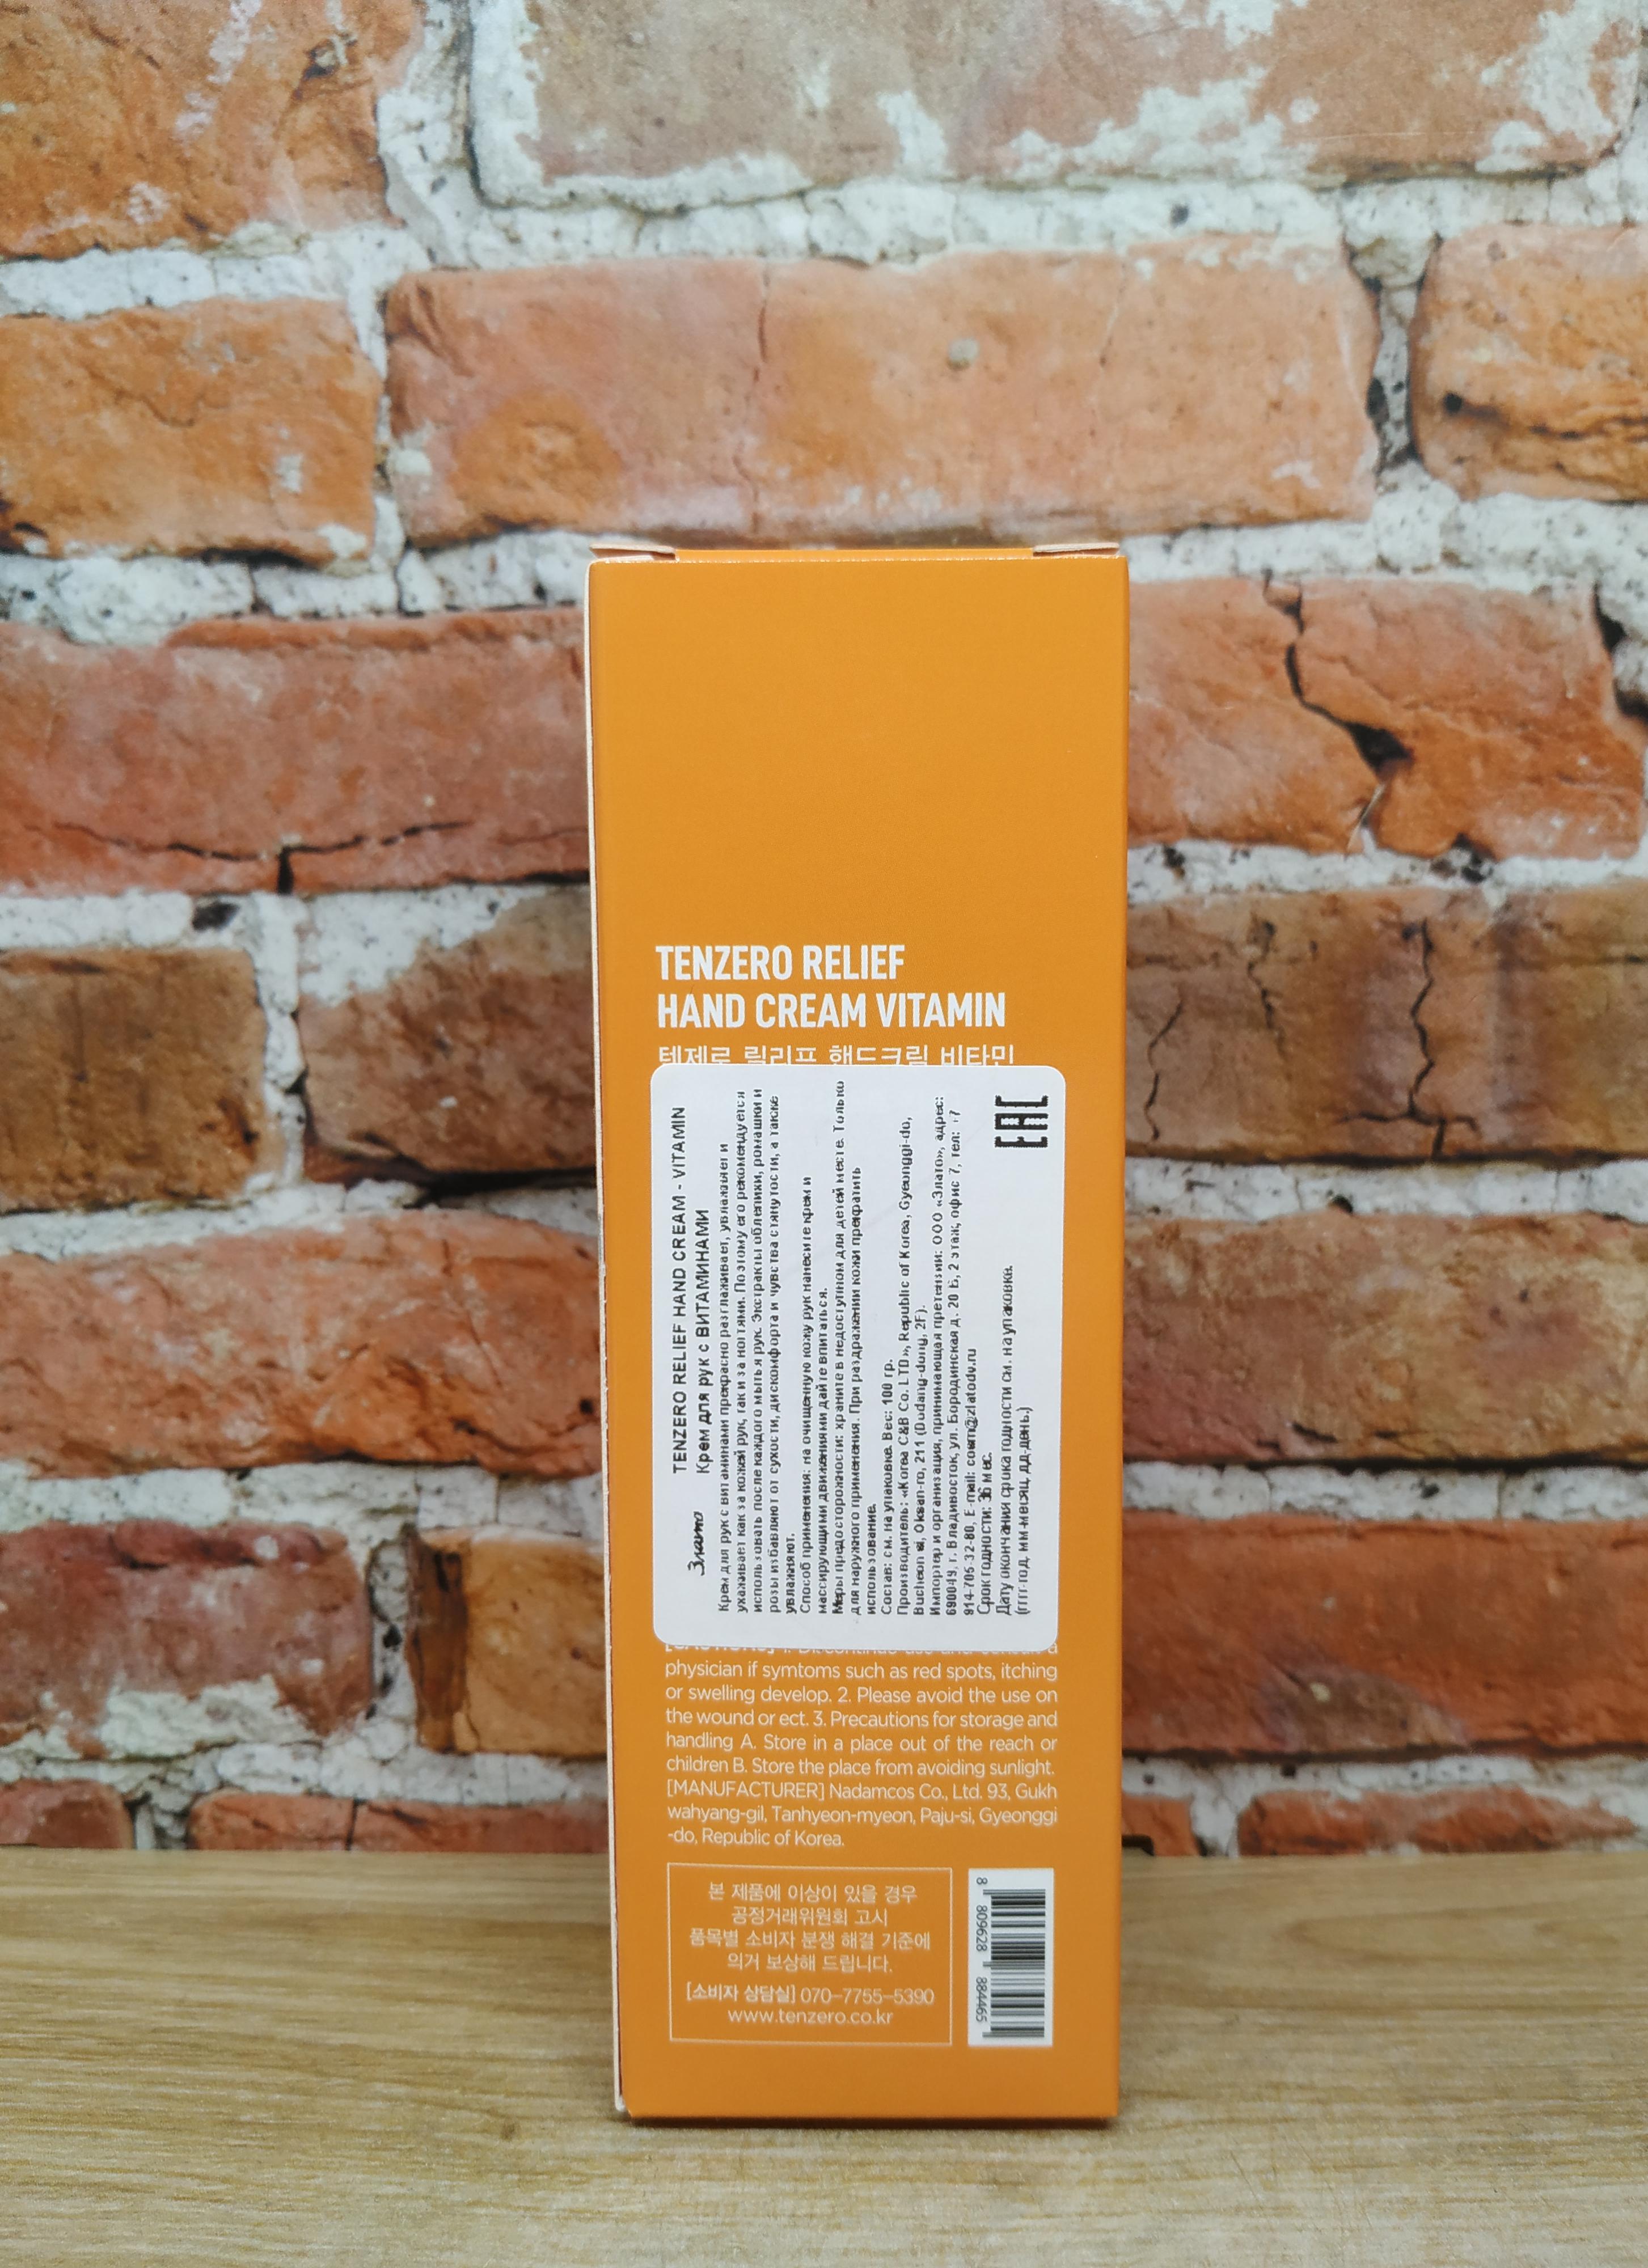 TENZERO RELIEF
HAND CREAM VITAMIN
텐제로 릴리프 핸드크림 비타민
Злато
TENZERO RELIEF HAND CREAM - VITAMIN
Крем для рук с ВИТАМИНАМИ
Крем для рук с витаминами прекрасно разглаживает, увлажняет и
ухаживает как за кожей рук, так и за ногтями. Поэтому его рекомендуется
использовать после каждого мытья рук. Экстракты облепихи, ромашки и
розы избавляют от сухости, дискомфорта и чувства стянутости, а также
увлажняют.
Способ применения: на очищенную кожу рук нанесите крем и
массирующими движениями дайте впитаться.
Меры предосторожности: храните в недоступном для детей месте. Только
для наружного применения. При раздражении кожи прекратить
использование.
Состав: см. на упаковке. Вес: 100 гр.
Производитель: «Korea C&B Co. LTD», Republic of Korea, Gyeonggi-do,
Bucheon si, Oksan-ro, 211 (Dudang-dong, 2F).
Импортер и организация, принимающая претензии: ООО «Злато», адрес:
690049, г. Владивосток, ул. Бородинская д. 20 Б, 2 этаж, офис 7, тел: +7
914-705-32-80, E-mail: cosm@zlatodv.ru
Срок годности: 36 мес.
Дату окончания срока годности см. на упаковке.
(гггг-год, мм-месяц, дд-день.)
EAC
[CAUTIONS] 1. Discontinue use and consult a
physician if symtoms such as red spots, itching
or swelling develop. 2. Please avoid the use on
the wound or ect. 3. Precautions for storage and
handling A. Store in a place out of the reach or
children B. Store the place from avoiding sunlight.
[MANUFACTURER] Nadamcos Co., Ltd. 93, Gukh
wahyang-gil, Tanhyeon-myeon, Paju-si, Gyeonggi
-do, Republic of Korea.
본 제품에 이상이 있을 경우
공정거래위원회 고시
품목별 소비자 분쟁 해결 기준에
의거 보상해 드립니다.
[소비자 상담실] 070-7755-5390
www.tenzero.co.kr
8 809628 884465